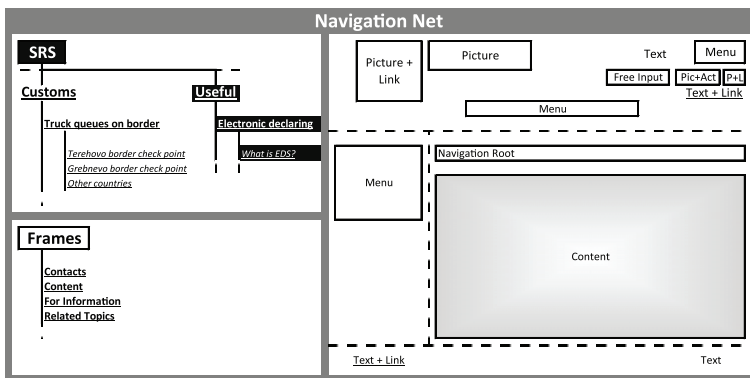 Navigation Net
SRS
Customs
Useful
Truck queues on border
Electronic declaring
Terehovo border check point
Grebnevo border check point
Other countries
What is EDS?
Frames
Contacts
Content
For Information
Related Topics
Picture +
Link
Picture
Text
Menu
Free Input
Pic+Act
P+L
Text + Link
Menu
Menu
Navigation Root
Content
Text + Link
Text